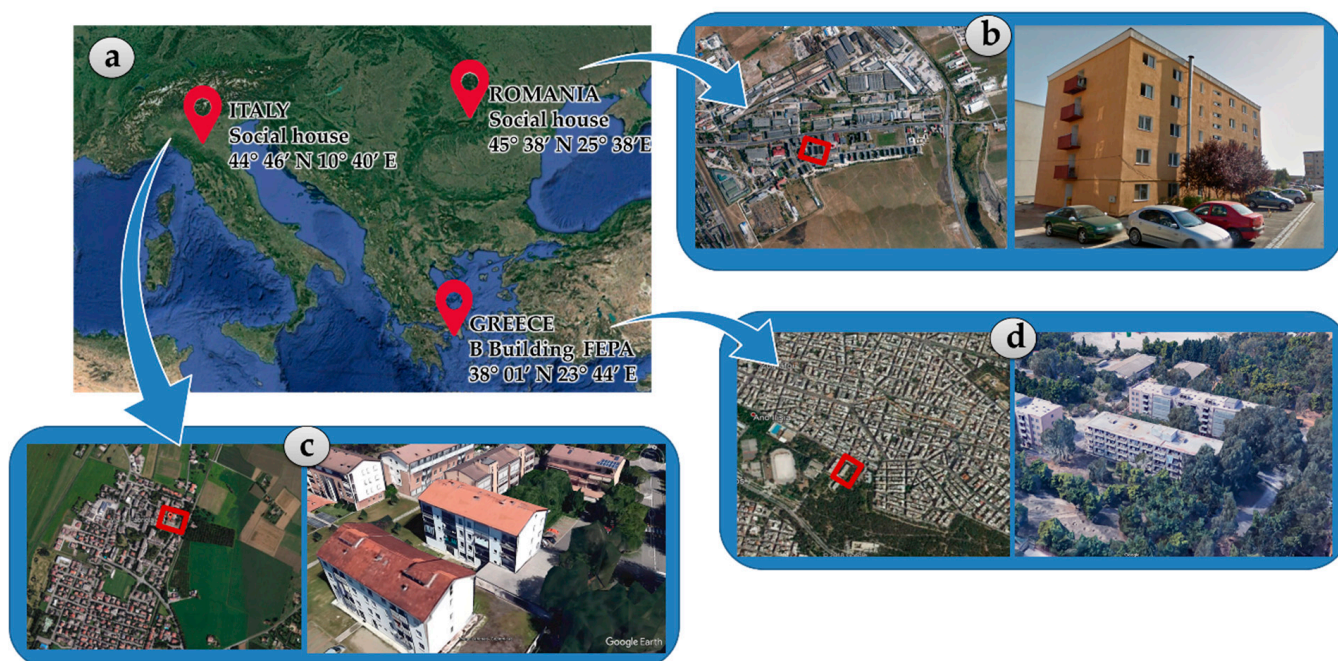 a
ITALY
Social house
44° 46′ N 10° 40′ E
ROMANIA
Social house
45° 38′ N 25° 38′E
GREECE
B Building FEPA
38° 01′ N 23° 44′ E
b
c
Google Earth
d